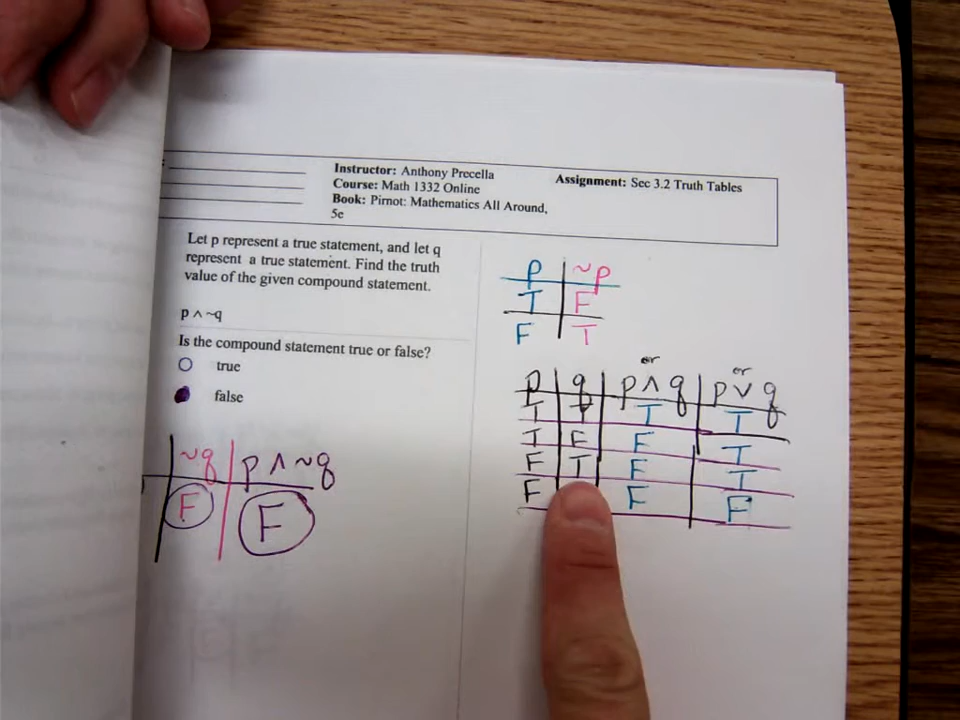 Instructor: Anthony Precella
Course: Math 1332 Online
Book: Pirnot: Mathematics All Around,
5e
Assignment: Sec 3.2 Truth Tables
Let p represent a true statement, and let q
represent a true statement. Find the truth
value of the given compound statement.
p ∧ ~q
Is the compound statement true or false?
true
false
~q p ∧ ~q
F F
p ~p
T F
F T
or or
p q p ∧ q p ∨ q
T T T T
T F F T
F T F T
F F F